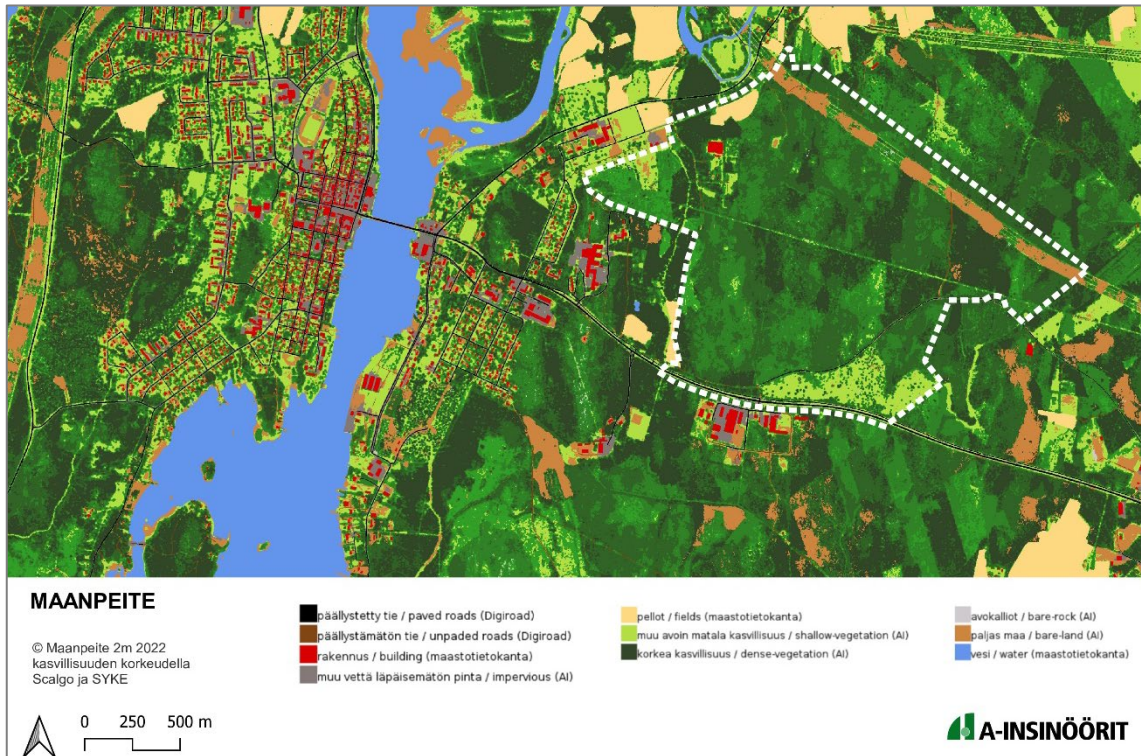 MAANPEITE
© Maanpeite 2m 2022
kasvillisuuden korkeudella
Scalgo ja SYKE
0 250 500 m
päällystetty tie / paved roads (Digiroad)
päällystämätön tie / unpaved roads (Digiroad)
rakennus / building (maastotietokanta)
muu vettä läpäisemätön pinta / impervious (AI)
pellot / fields (maastotietokanta)
muu avoin matala kasvillisuus / shallow-vegetation (AI)
korkea kasvillisuus / dense-vegetation (AI)
avokalliot / bare-rock (AI)
paljas maa / bare-land (AI)
vesi / water (maastotietokanta)
A-INSINÖÖRIT